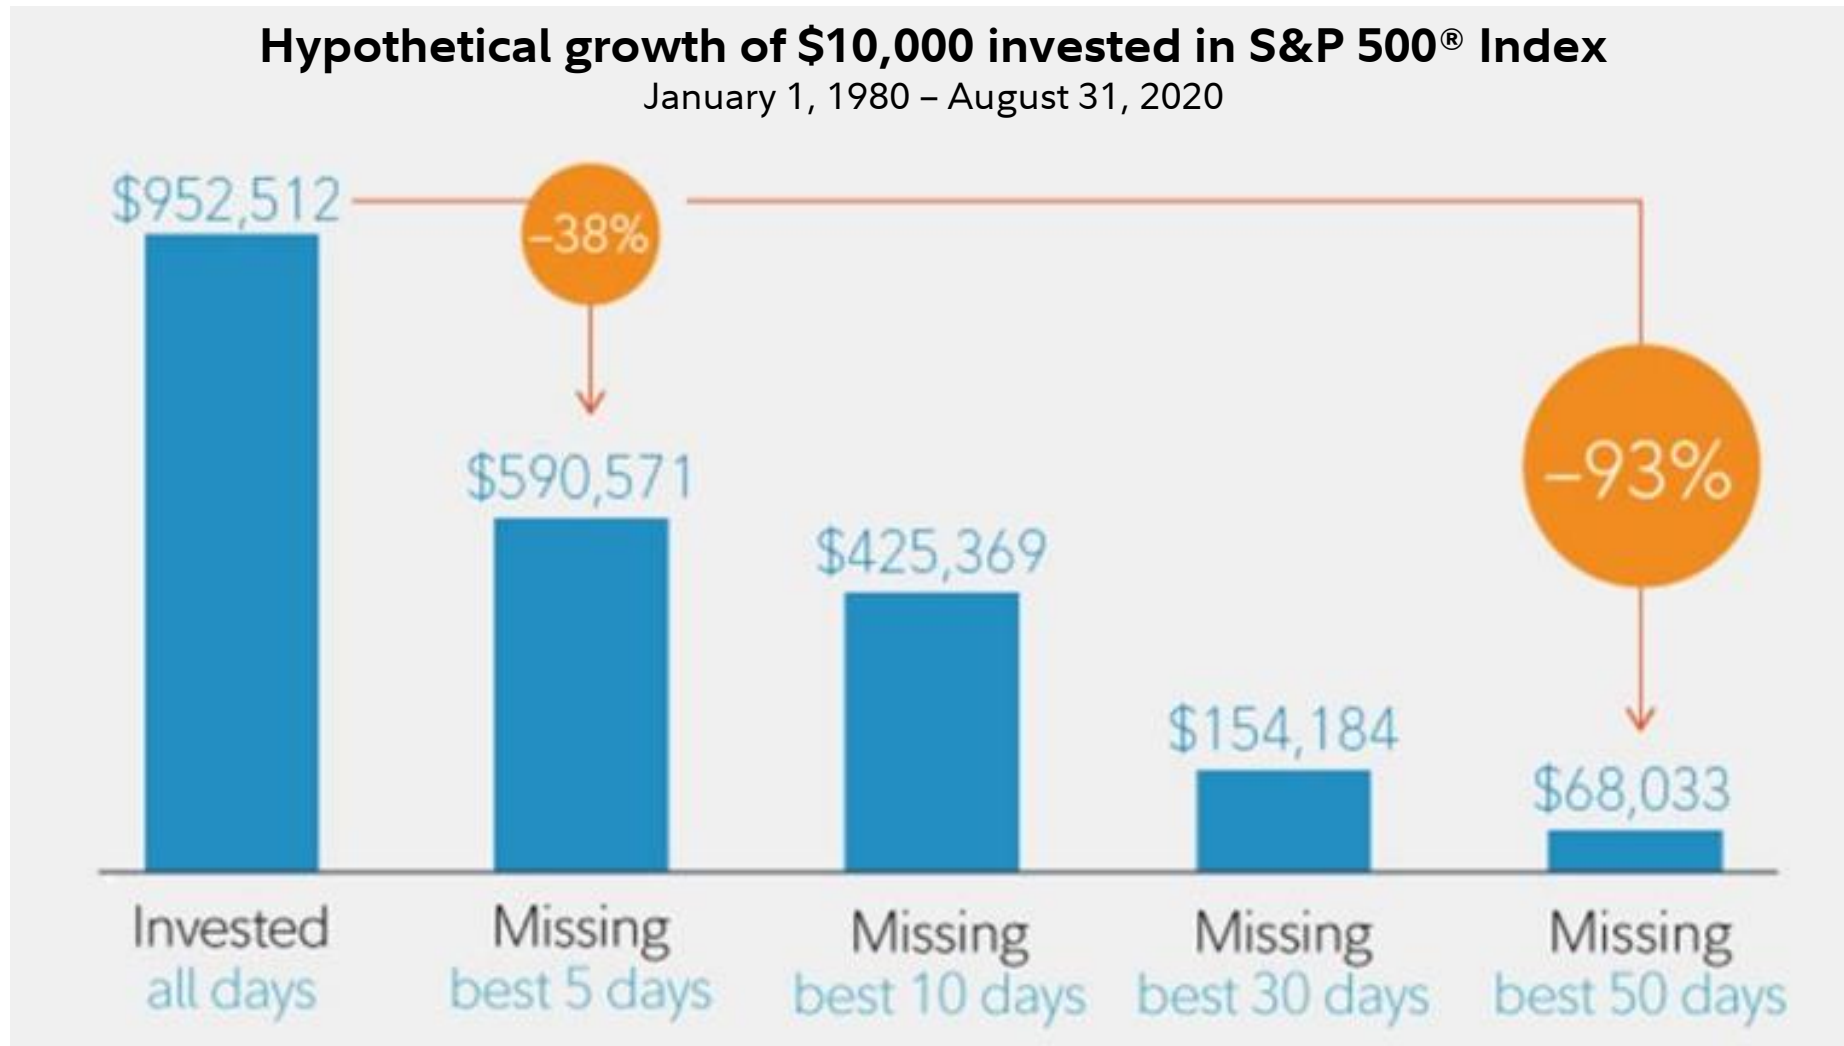 Hypothetical growth of $10,000 invested in S&P 500® Index
January 1, 1980 – August 31, 2020
$952,512
–38%
$590,571
$425,369
–93%
$154,184
$68,033
Invested
all days
Missing
best 5 days
Missing
best 10 days
Missing
best 30 days
Missing
best 50 days